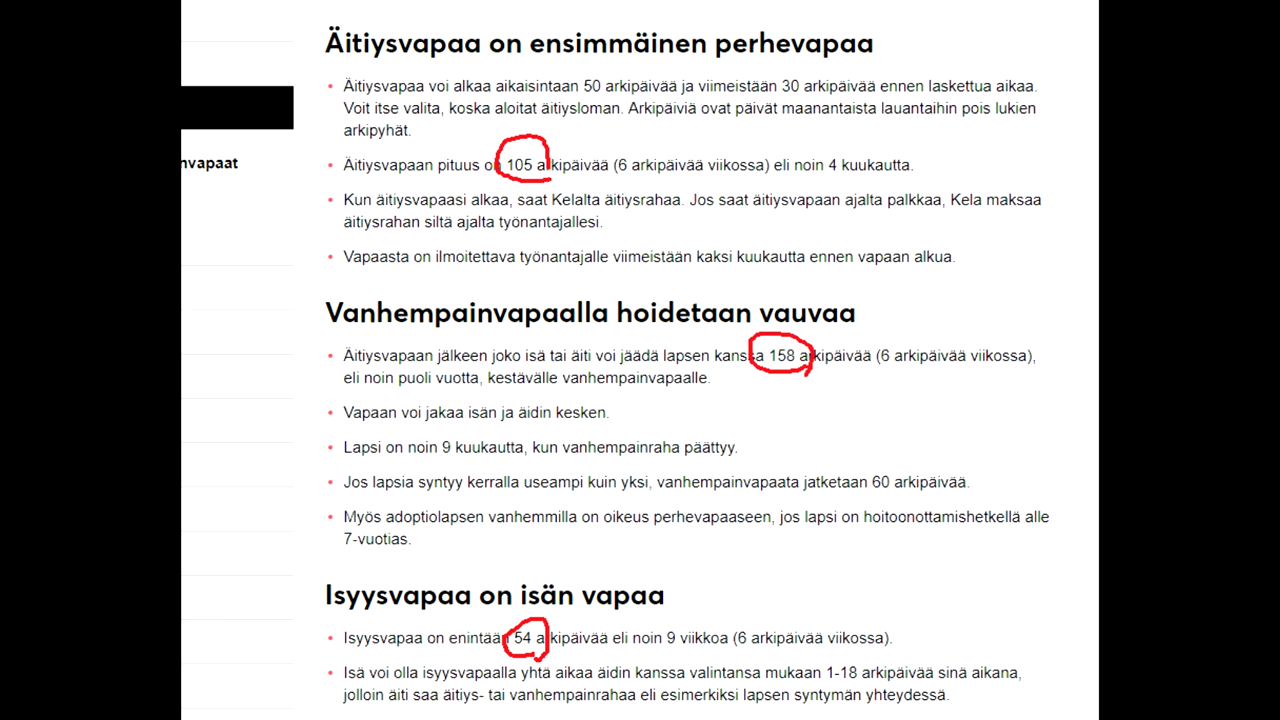 Äitiysvapaa on ensimmäinen perhevapaa
Äitiysvapaa voi alkaa aikaisintaan 50 arkipäivää ja viimeistään 30 arkipäivää ennen laskettua aikaa.
Voit itse valita, koska aloitat äitiysloman. Arkipäiviä ovat päivät maanantaista lauantaihin pois lukien
arkipyhät.
nvapaat
Äitiysvapaan pituus on 105 arkipäivää (6 arkipäivää viikossa) eli noin 4 kuukautta.
Kun äitiysvapaasi alkaa, saat Kelalta äitiysrahaa. Jos saat äitiysvapaan ajalta palkkaa, Kela maksaa
äitiysrahan siltä ajalta työnantajallesi.
Vapaasta on ilmoitettava työnantajalle viimeistään kaksi kuukautta ennen vapaan alkua.
Vanhempainvapaalla hoidetaan vauvaa
Äitiysvapaan jälkeen joko isä tai äiti voi jäädä lapsen kanssa 158 arkipäivää (6 arkipäivää viikossa),
eli noin puoli vuotta, kestävälle vanhempainvapaalle.
Vapaan voi jakaa isän ja äidin kesken.
Lapsi on noin 9 kuukautta, kun vanhempainraha päättyy.
Jos lapsia syntyy kerralla useampi kuin yksi, vanhempainvapaata jatketaan 60 arkipäivää.
Myös adoptiolapsen vanhemmilla on oikeus perhevapaaseen, jos lapsi on hoitoonottamishetkellä alle
7-vuotias.
Isyysvapaa on isän vapaa
Isyysvapaa on enintään 54 arkipäivää eli noin 9 viikkoa (6 arkipäivää viikossa).
Isä voi olla isyysvapaalla yhtä aikaa äidin kanssa valintansa mukaan 1-18 arkipäivää sinä aikana,
jolloin äiti saa äitiys- tai vanhempainrahaa eli esimerkiksi lapsen syntymän yhteydessä.